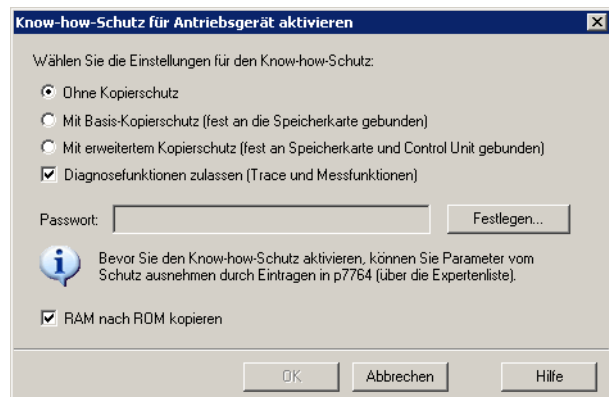 Know-how-Schutz für Antriebsgerät aktivieren
Wählen Sie die Einstellungen für den Know-how-Schutz:
Ohne Kopierschutz
Mit Basis-Kopierschutz (fest an die Speicherkarte gebunden)
Mit erweitertem Kopierschutz (fest an Speicherkarte und Control Unit gebunden)
Diagnosefunktionen zulassen (Trace und Messfunktionen)
Passwort:
Festlegen...
Bevor Sie den Know-how-Schutz aktivieren, können Sie Parameter vom
Schutz ausnehmen durch Eintragen in p7764 (über die Expertenliste).
RAM nach ROM kopieren
OK
Abbrechen
Hilfe